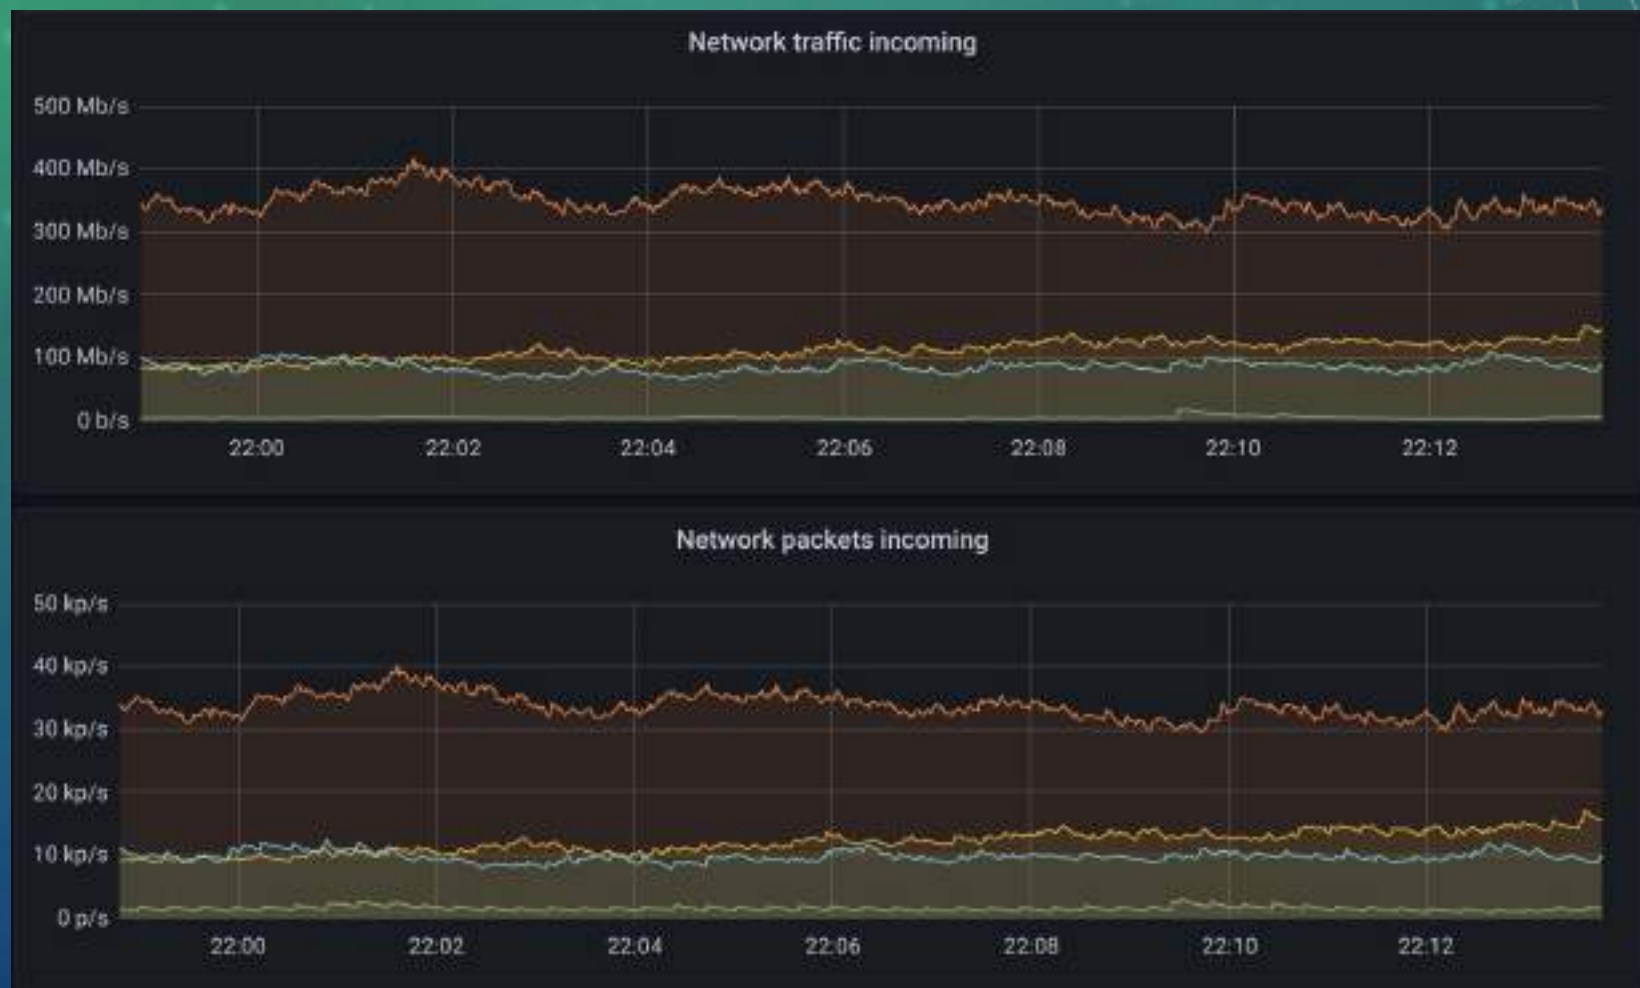 Network traffic incoming
500 Mb/s
400 Mb/s
300 Mb/s
200 Mb/s
100 Mb/s
0 b/s
22:00 22:02 22:04 22:06 22:08 22:10 22:12
Network packets incoming
50 kp/s
40 kp/s
30 kp/s
20 kp/s
10 kp/s
0 p/s
22:00 22:02 22:04 22:06 22:08 22:10 22:12